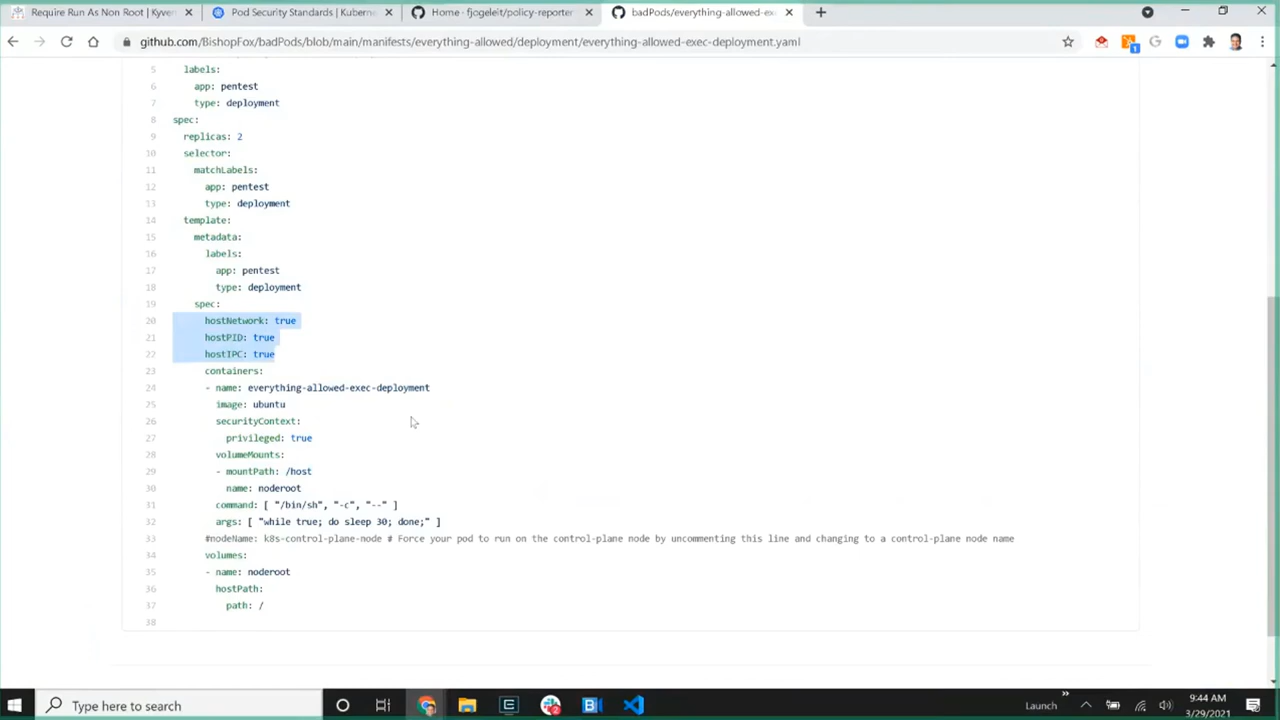 Require Run As Non Root | Kyver
Pod Security Standards | Kuberne
Home · fjogeleit/policy-reporter
badPods/everything-allowed-exe
github.com/BishopFox/badPods/blob/main/manifests/everything-allowed/deployment/everything-allowed-exec-deployment.yaml
5 labels:
6 app: pentest
7 type: deployment
8 spec:
9 replicas: 2
10 selector:
11 matchLabels:
12 app: pentest
13 type: deployment
14 template:
15 metadata:
16 labels:
17 app: pentest
18 type: deployment
19 spec:
20 hostNetwork: true
21 hostPID: true
22 hostIPC: true
23 containers:
24 - name: everything-allowed-exec-deployment
25 image: ubuntu
26 securityContext:
27 privileged: true
28 volumeMounts:
29 - mountPath: /host
30 name: noderoot
31 command: [ "/bin/sh", "-c", "--" ]
32 args: [ "while true; do sleep 30; done;" ]
33 #nodeName: k8s-control-plane-node # Force your pod to run on the control-plane node by uncommenting this line and changing to a control-plane node name
34 volumes:
35 - name: noderoot
36 hostPath:
37 path: /
38
Type here to search
Launch
9:44 AM
3/29/2021